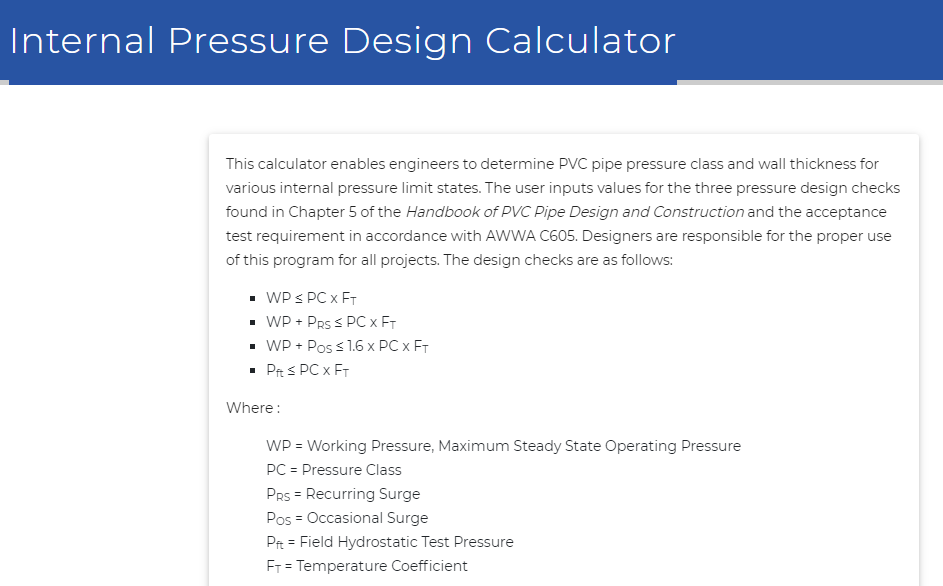 Internal Pressure Design Calculator
This calculator enables engineers to determine PVC pipe pressure class and wall thickness for
various internal pressure limit states. The user inputs values for the three pressure design checks
found in Chapter 5 of the Handbook of PVC Pipe Design and Construction and the acceptance
test requirement in accordance with AWWA C605. Designers are responsible for the proper use
of this program for all projects. The design checks are as follows:
▪ WP ≤ PC x FT
▪ WP + PRS ≤ PC x FT
▪ WP + POS ≤ 1.6 x PC x FT
▪ Pft ≤ PC x FT
Where :
WP = Working Pressure, Maximum Steady State Operating Pressure
PC = Pressure Class
PRS = Recurring Surge
POS = Occasional Surge
Pft = Field Hydrostatic Test Pressure
FT = Temperature Coefficient